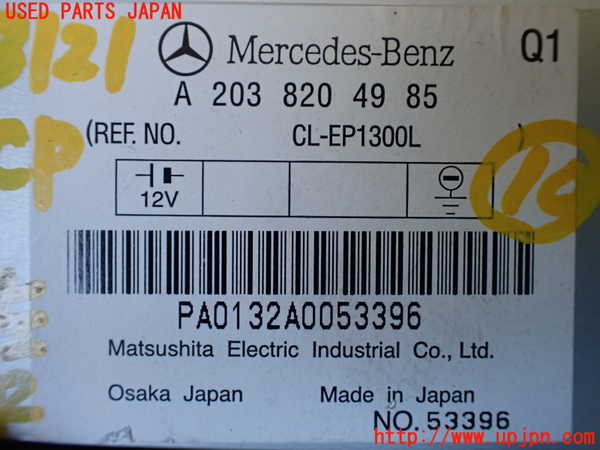 USED PARTS JAPAN
Mercedes-Benz Q1
A 203 820 49 85
(REF. NO. CL-EP1300L )
12V
PA0132A0053396
Matsushita Electric Industrial Co., Ltd.
Osaka Japan Made in Japan
NO. 53396
http://www.upjpn.com